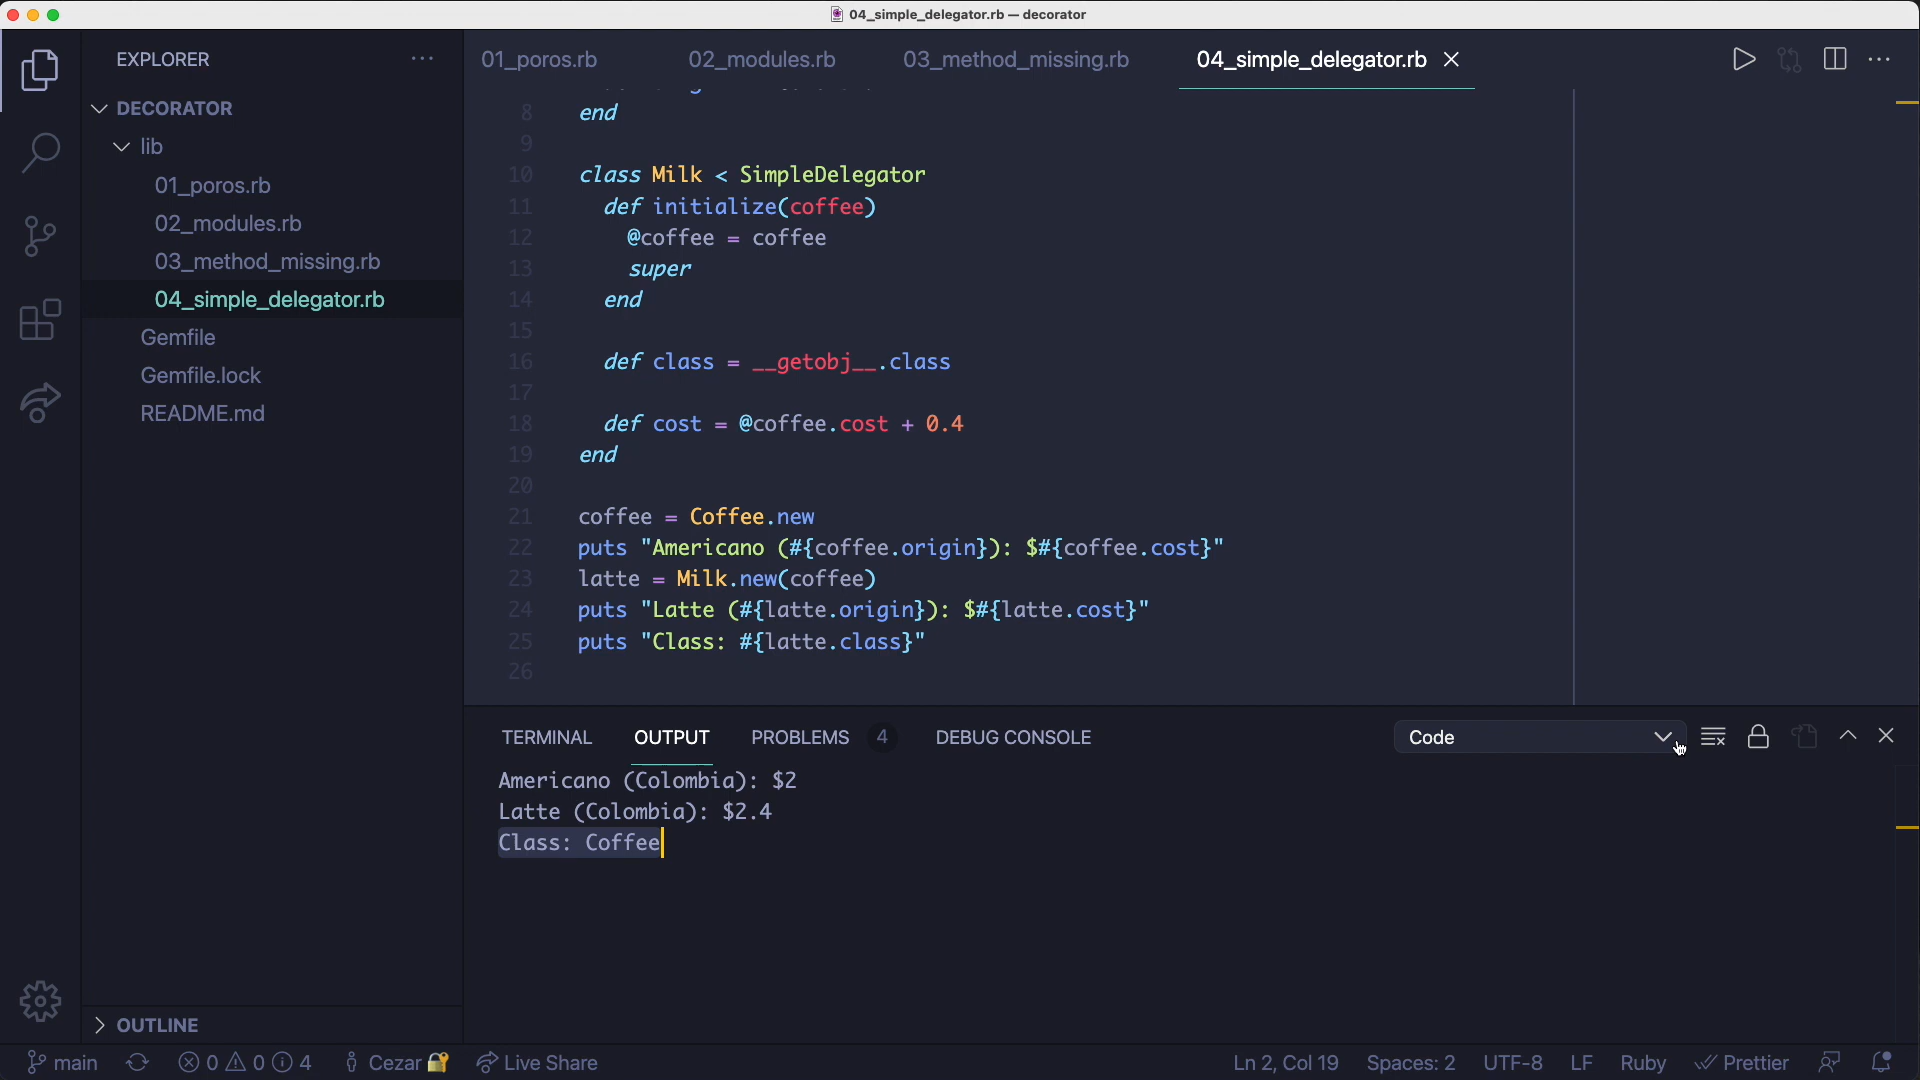 04_simple_delegator.rb — decorator
EXPLORER
DECORATOR
lib
01_poros.rb
02_modules.rb
03_method_missing.rb
04_simple_delegator.rb
Gemfile
Gemfile.lock
README.md
OUTLINE
01_poros.rb 02_modules.rb 03_method_missing.rb 04_simple_delegator.rb
8 end
9
10 class Milk < SimpleDelegator
11 def initialize(coffee)
12 @coffee = coffee
13 super
14 end
15
16 def class = __getobj__.class
17
18 def cost = @coffee.cost + 0.4
19 end
20
21 coffee = Coffee.new
22 puts "Americano (#{coffee.origin}): $#{coffee.cost}"
23 latte = Milk.new(coffee)
24 puts "Latte (#{latte.origin}): $#{latte.cost}"
25 puts "Class: #{latte.class}"
26
TERMINAL OUTPUT PROBLEMS 4 DEBUG CONSOLE Code
Americano (Colombia): $2
Latte (Colombia): $2.4
Class: Coffee
main 0 0 4 Cezar Live Share Ln 2, Col 19 Spaces: 2 UTF-8 LF Ruby Prettier